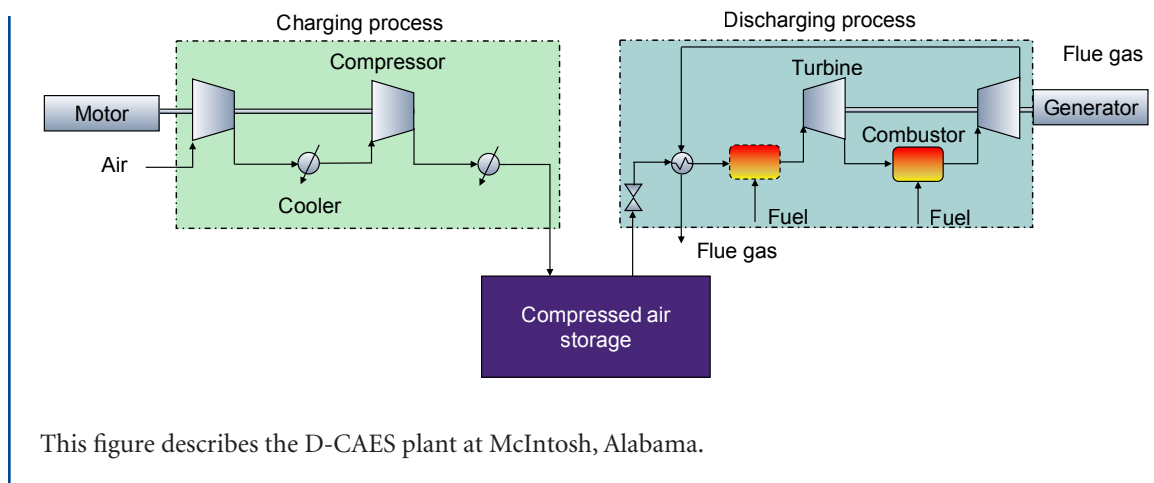 Charging process
Compressor
Motor
Air
Cooler
Discharging process
Flue gas
Turbine
Generator
Combustor
Fuel
Fuel
Flue gas
Compressed air
storage
This figure describes the D-CAES plant at McIntosh, Alabama.